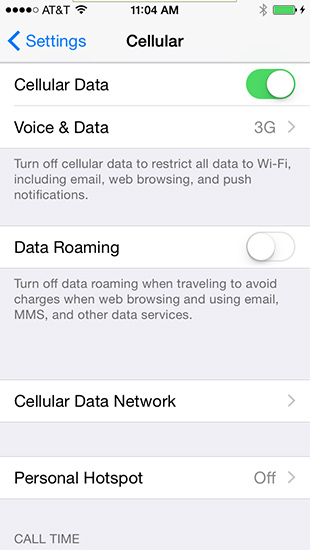 AT&T 11:04 AM
Settings Cellular
Cellular Data
Voice & Data 3G
Turn off cellular data to restrict all data to Wi-Fi,
including email, web browsing, and push
notifications.
Data Roaming
Turn off data roaming when traveling to avoid
charges when web browsing and using email,
MMS, and other data services.
Cellular Data Network
Personal Hotspot Off
CALL TIME